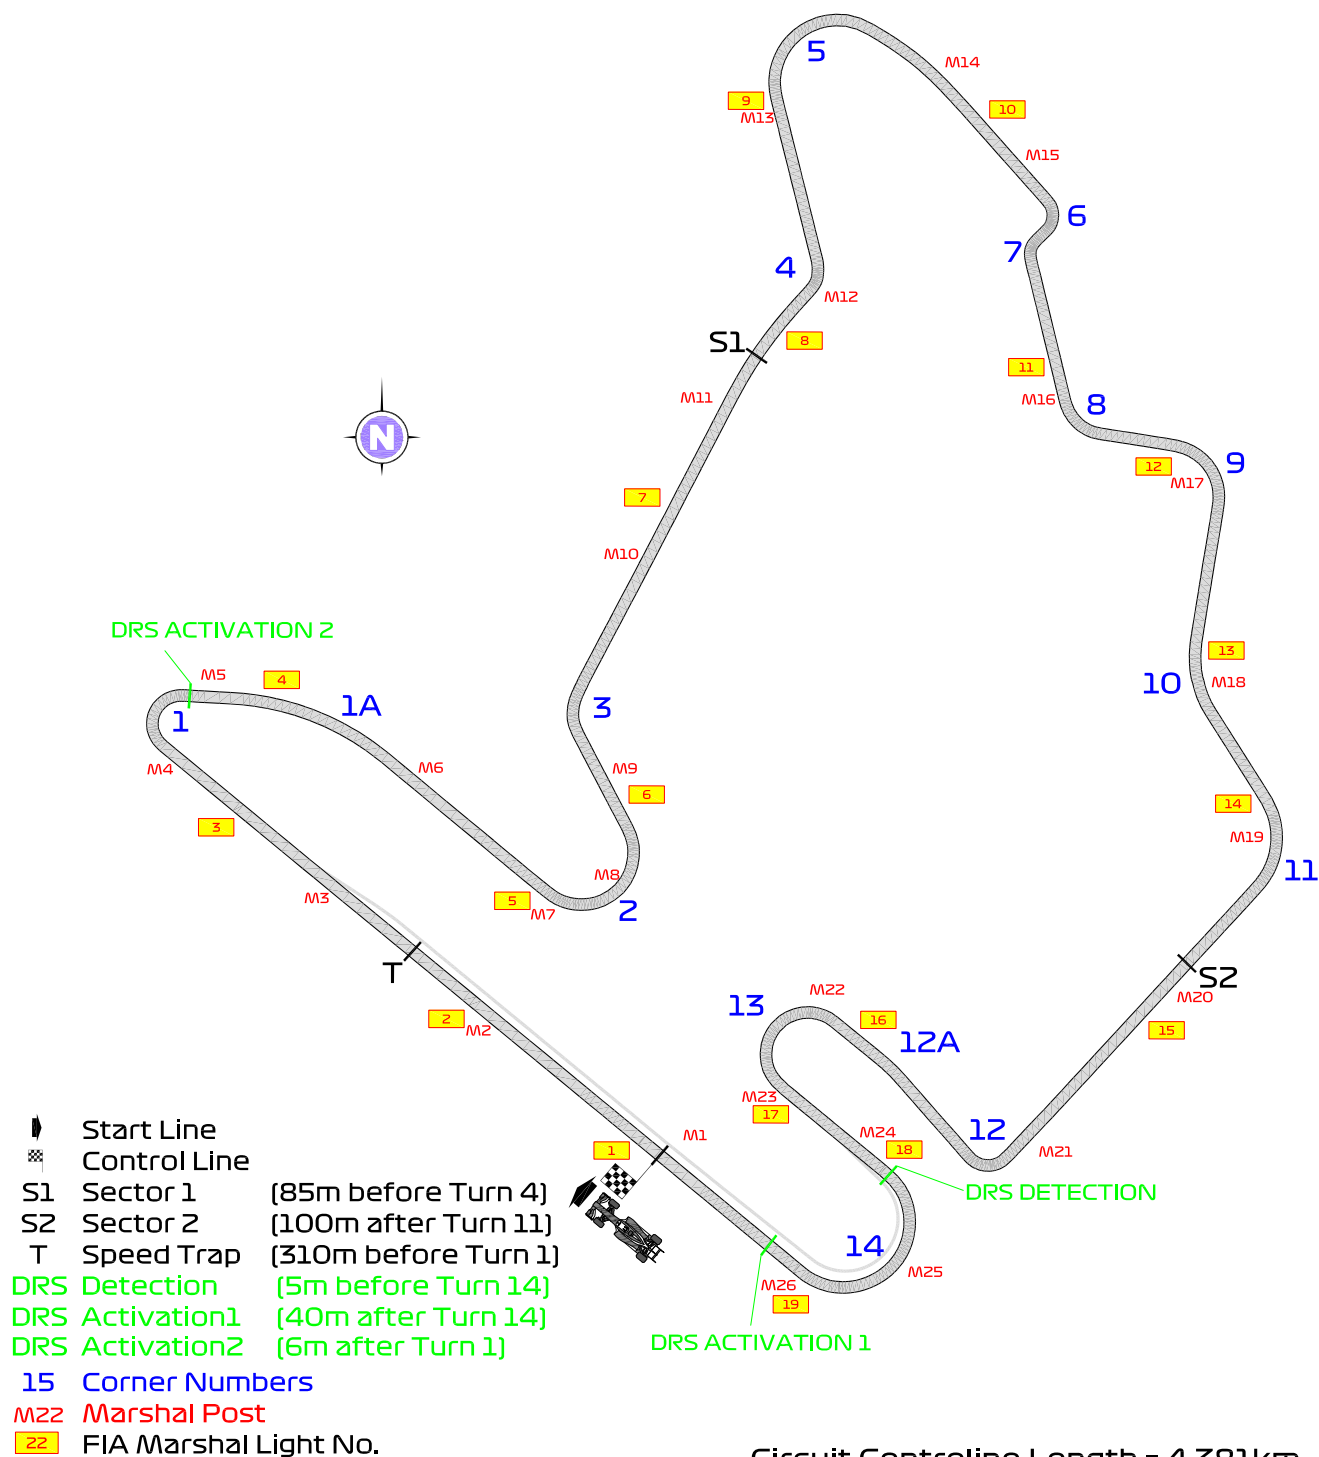 5
M14
9
M13
10
M15
6
7
4
M12
S1
8
11
M16
M11
8
N
9
12
M17
7
M10
DRS ACTIVATION 2
13
M5
4
10
M18
1A
3
1
M6
M9
M4
6
14
3
M19
11
M8
M3
5
M7
2
T
S2
M22
M20
13
16
2
M2
12A
15
M23
17
12
M1
M24
M21
1
18
DRS DETECTION
14
M25
M26
19
DRS ACTIVATION 1
Start Line
Control Line
S1 Sector 1 (85m before Turn 4)
S2 Sector 2 (100m after Turn 11)
T Speed Trap (310m before Turn 1)
DRS Detection (5m before Turn 14)
DRS Activation1 (40m after Turn 14)
DRS Activation2 (6m after Turn 1)
15 Corner Numbers
M22 Marshal Post
22 FIA Marshal Light No.
Circuit Controline Length = 4.381km